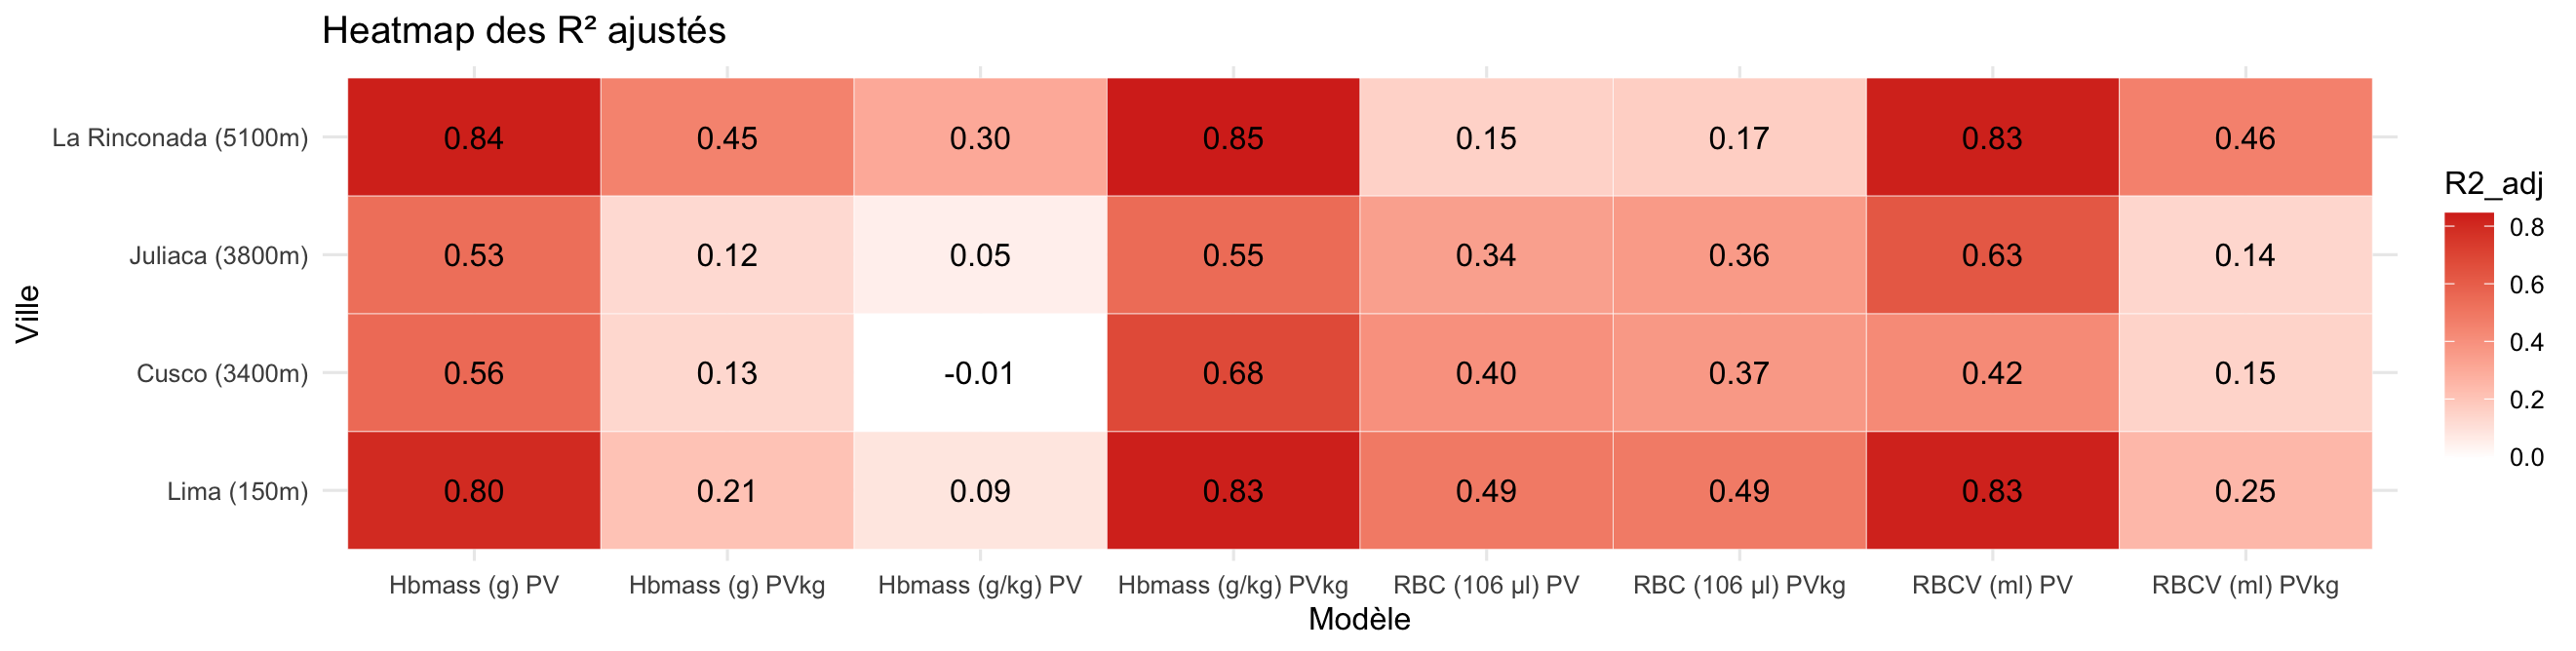 Heatmap des R² ajustés
La Rinconada (5100m) 0.84 0.45 0.30 0.85 0.15 0.17 0.83 0.46
Juliaca (3800m) 0.53 0.12 0.05 0.55 0.34 0.36 0.63 0.14
Cusco (3400m) 0.56 0.13 -0.01 0.68 0.40 0.37 0.42 0.15
Lima (150m) 0.80 0.21 0.09 0.83 0.49 0.49 0.83 0.25
Ville
Hbmass (g) PV Hbmass (g) PVkg Hbmass (g/kg) PV Hbmass (g/kg) PVkg RBC (106 µl) PV RBC (106 µl) PVkg RBCV (ml) PV RBCV (ml) PVkg
Modèle
R2_adj
0.8
0.6
0.4
0.2
0.0